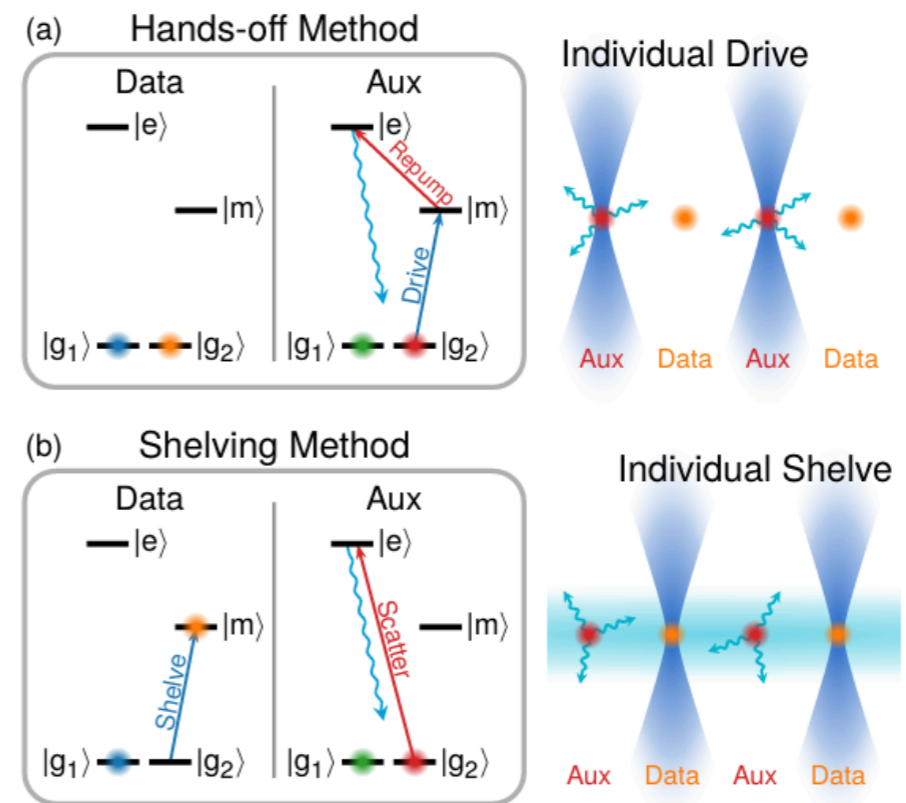 (a) Hands-off Method
Data
Aux
|e⟩
|m⟩
|g₁⟩
|g₂⟩
|e⟩
Repump
|m⟩
Drive
|g₁⟩
|g₂⟩
Individual Drive
Aux
Data
Aux
Data
(b) Shelving Method
Data
Aux
|e⟩
|m⟩
Shelve
|g₁⟩
|g₂⟩
|e⟩
Scatter
|m⟩
|g₁⟩
|g₂⟩
Individual Shelve
Aux
Data
Aux
Data